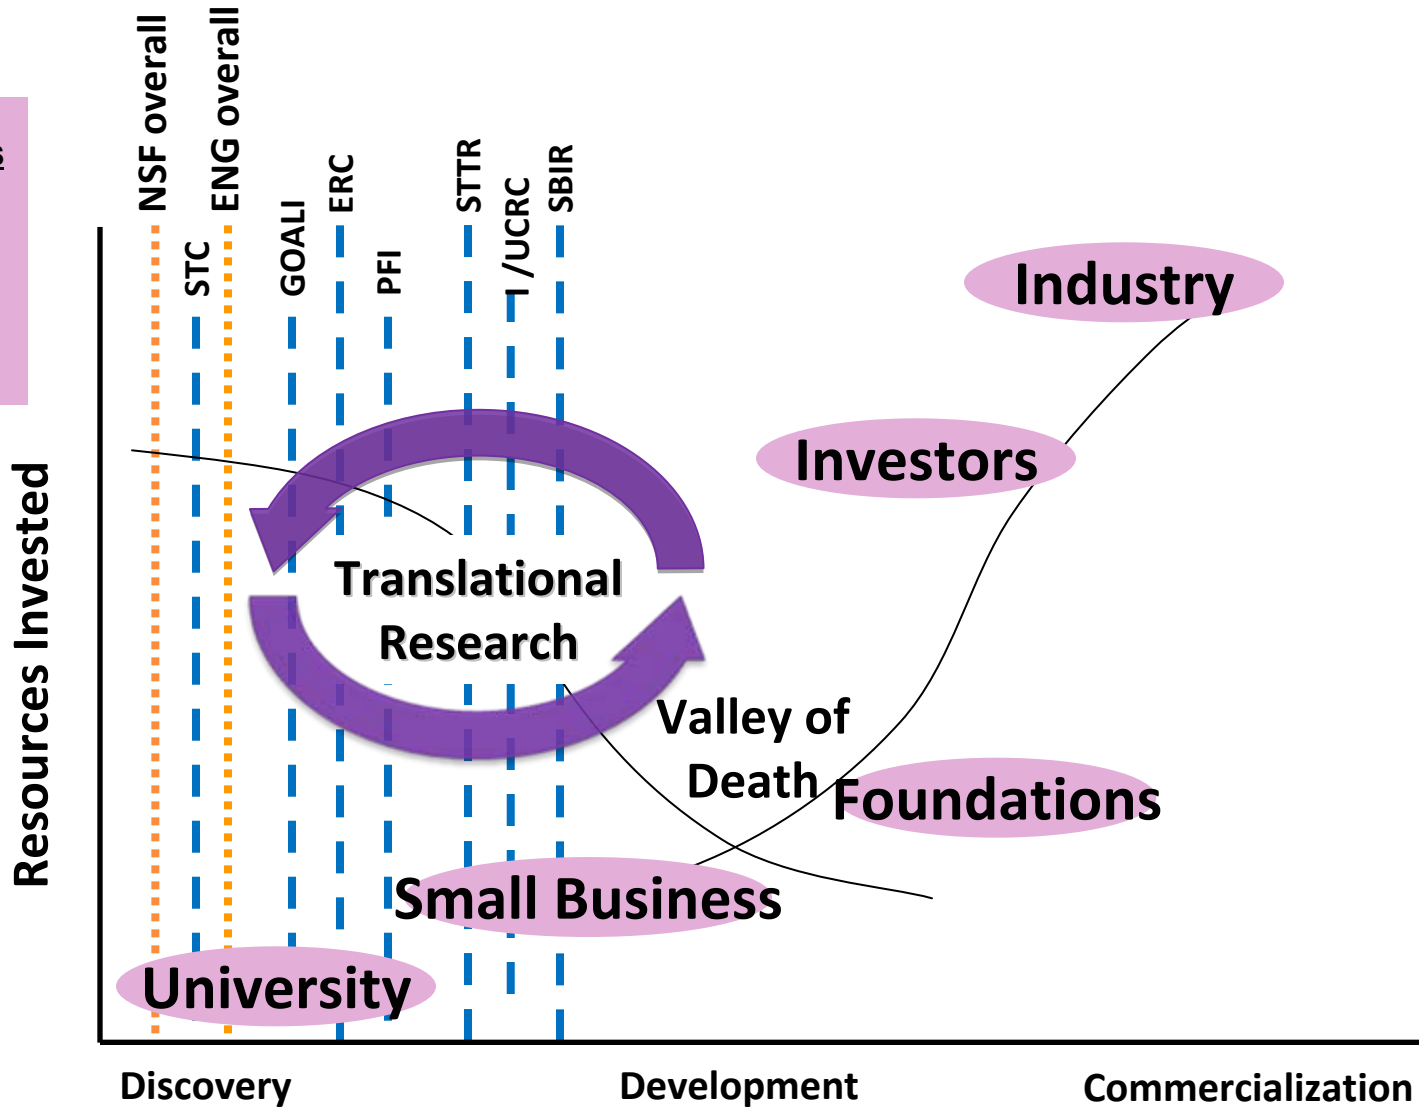 NSF overall
STC
ENG overall
GOALI
ERC
PFI
STTR
I /UCRC
SBIR
Industry
Investors
Resources Invested
Translational
Research
Valley of
Death
Foundations
Small Business
University
Discovery
Development
Commercialization